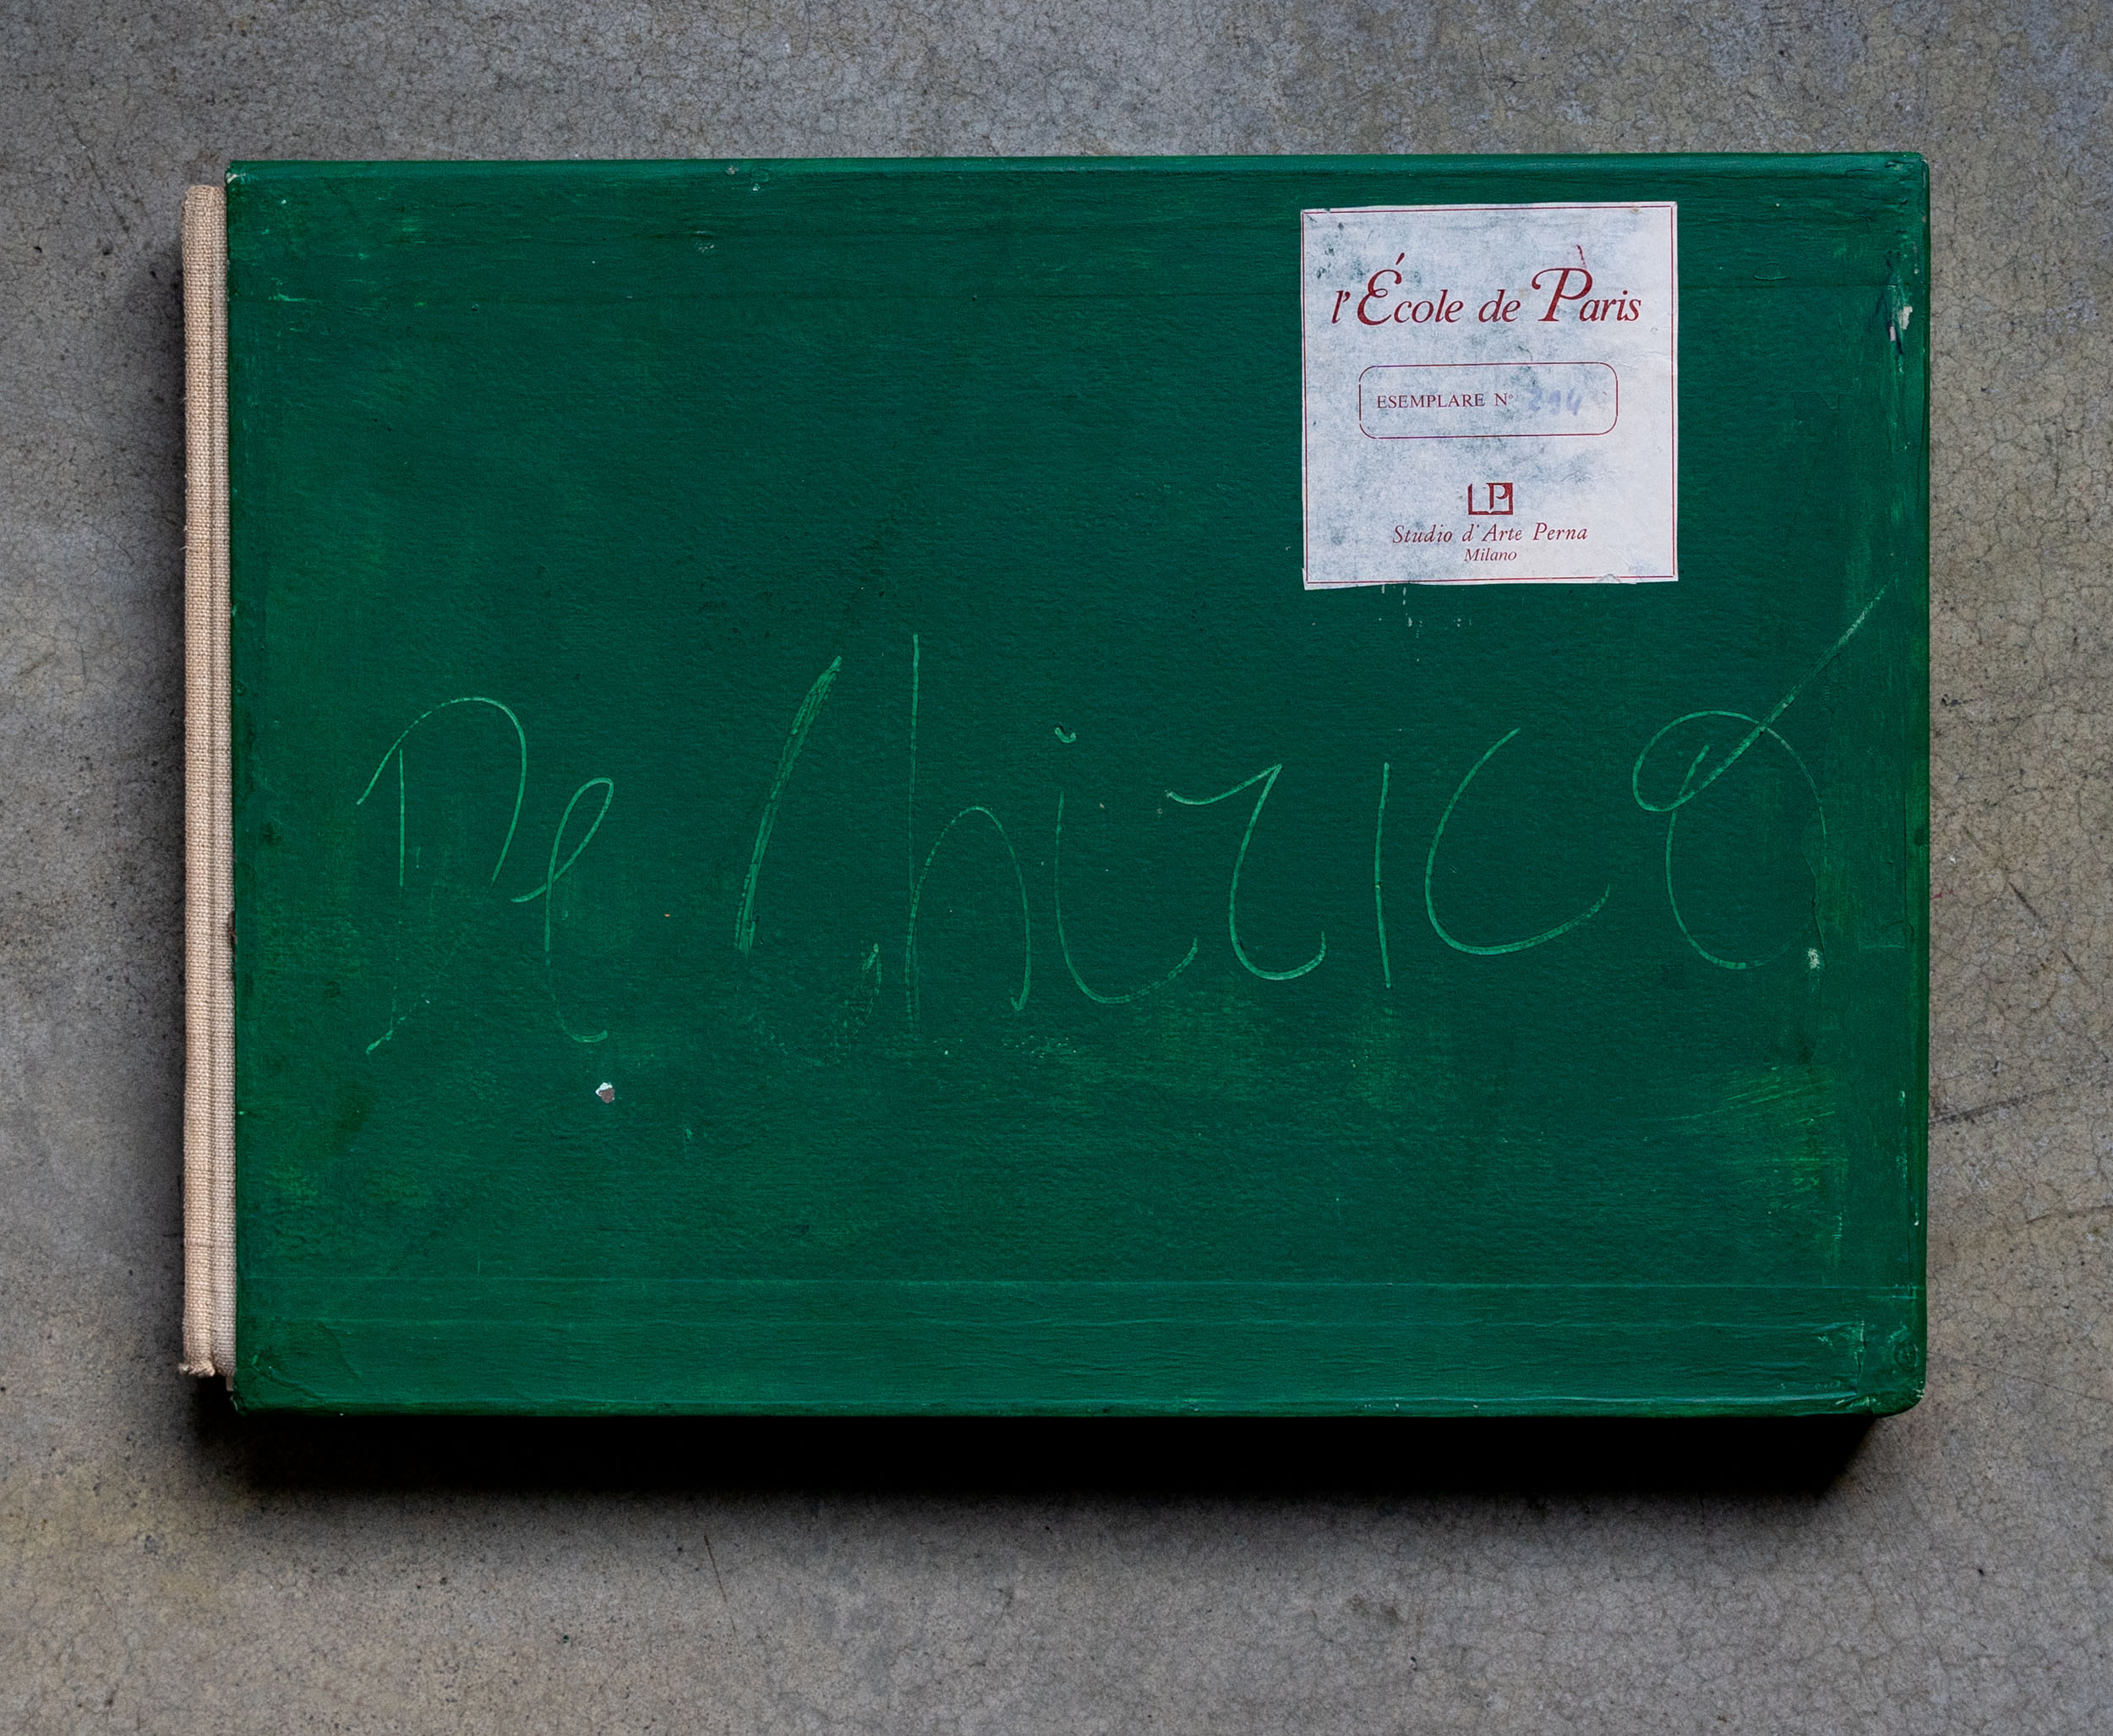 l'École de Paris
ESEMPLARE N° 294
LP
Studio d'Arte Perna
Milano
De Chirico